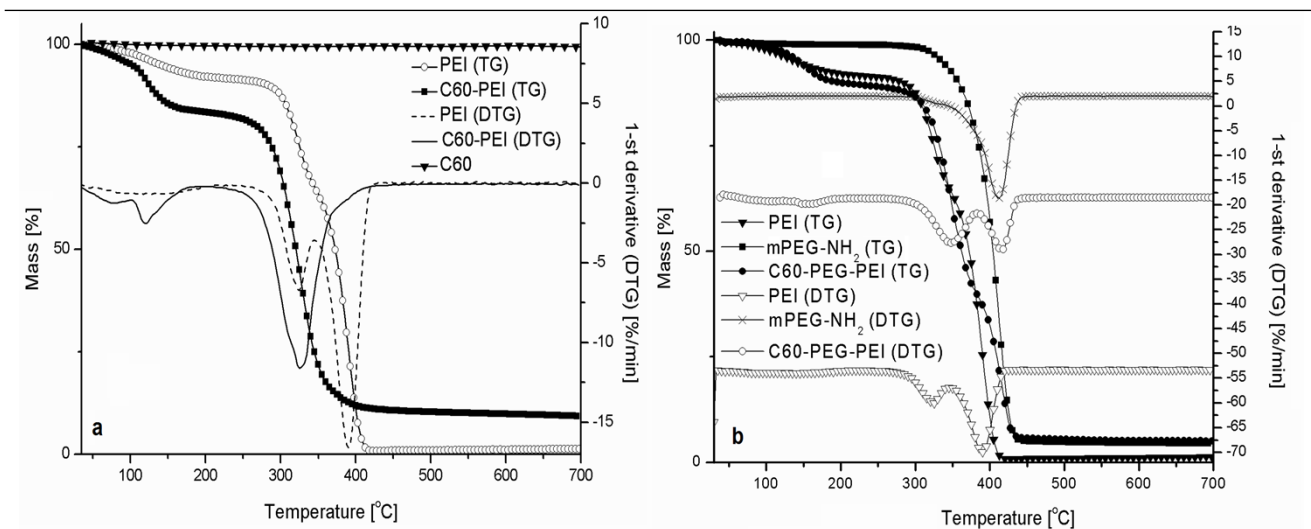 100
50
0
Mass [%]
100
200
300
400
500
600
700
Temperature [°C]
10
5
0
-5
-10
-15
1-st derivative (DTG) [%/min]
PEI (TG)
C60-PEI (TG)
PEI (DTG)
C60-PEI (DTG)
C60
a
100
50
0
Mass [%]
100
200
300
400
500
600
700
Temperature [°C]
15
10
5
0
-5
-10
-15
-20
-25
-30
-35
-40
-45
-50
-55
-60
-65
-70
1-st derivative (DTG) [%/min]
PEI (TG)
mPEG-NH₂ (TG)
C60-PEG-PEI (TG)
PEI (DTG)
mPEG-NH₂ (DTG)
C60-PEG-PEI (DTG)
b